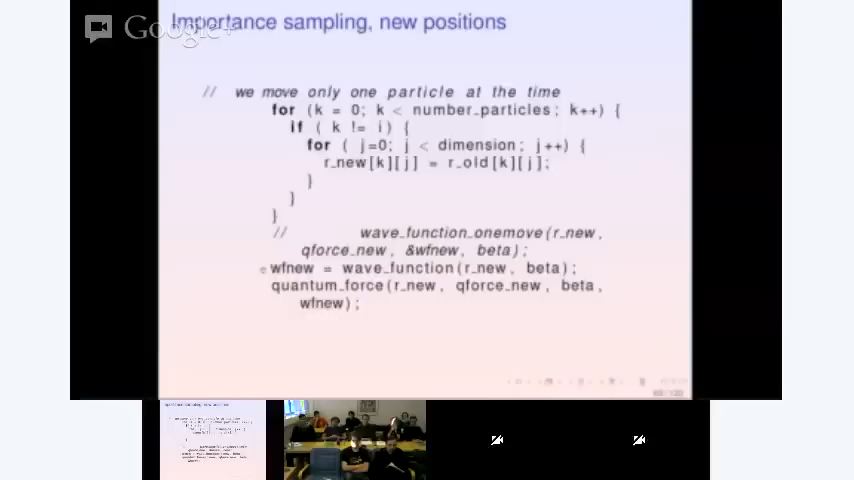 Importance sampling, new positions
Google+
// we move only one particle at the time
for (k = 0; k < number_particles; k++) {
if ( k != i) {
for ( j=0; j < dimension; j++) {
r_new[k][j] = r_old[k][j];
}
}
}
// wave_function_onemove(r_new,
qforce_new, &wfnew, beta);
wfnew = wave_function(r_new, beta);
quantum_force(r_new, qforce_new, beta,
wfnew);